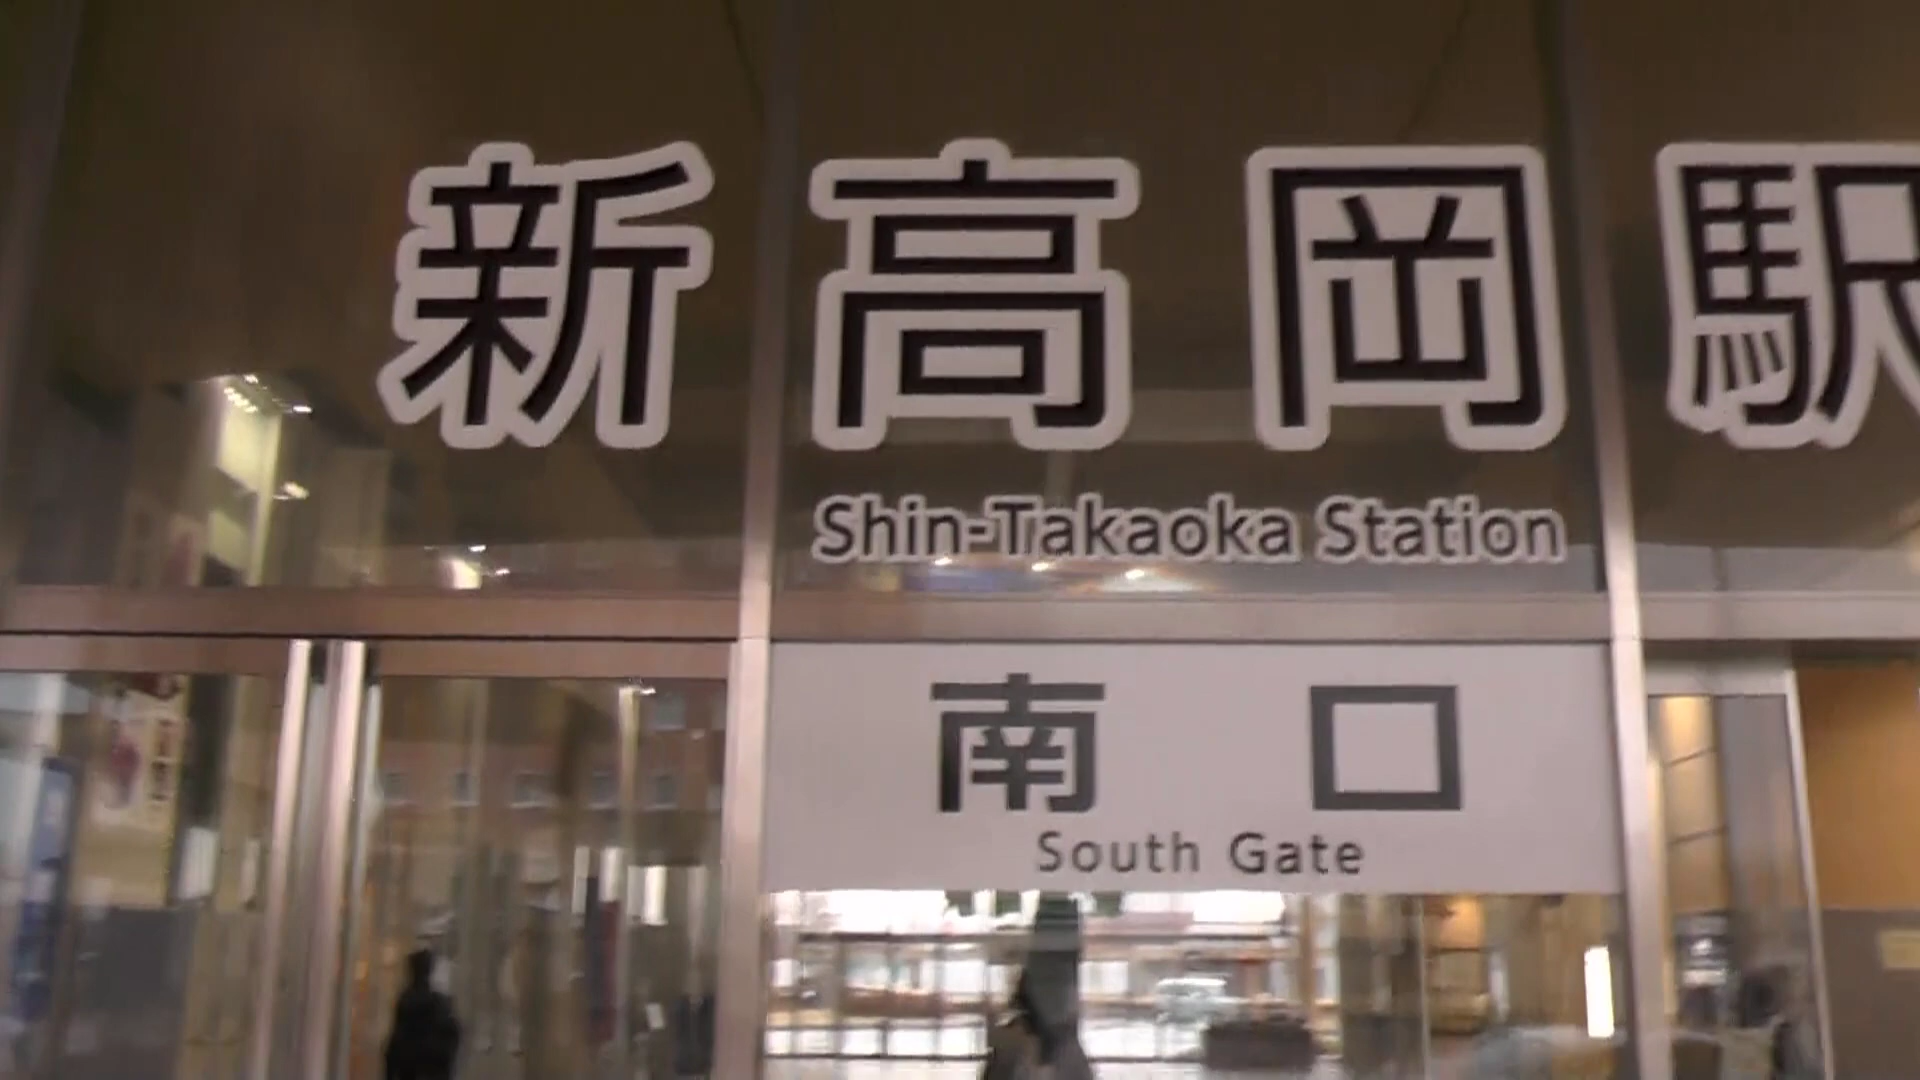 新高岡駅
Shin-Takaoka Station
南口
South Gate